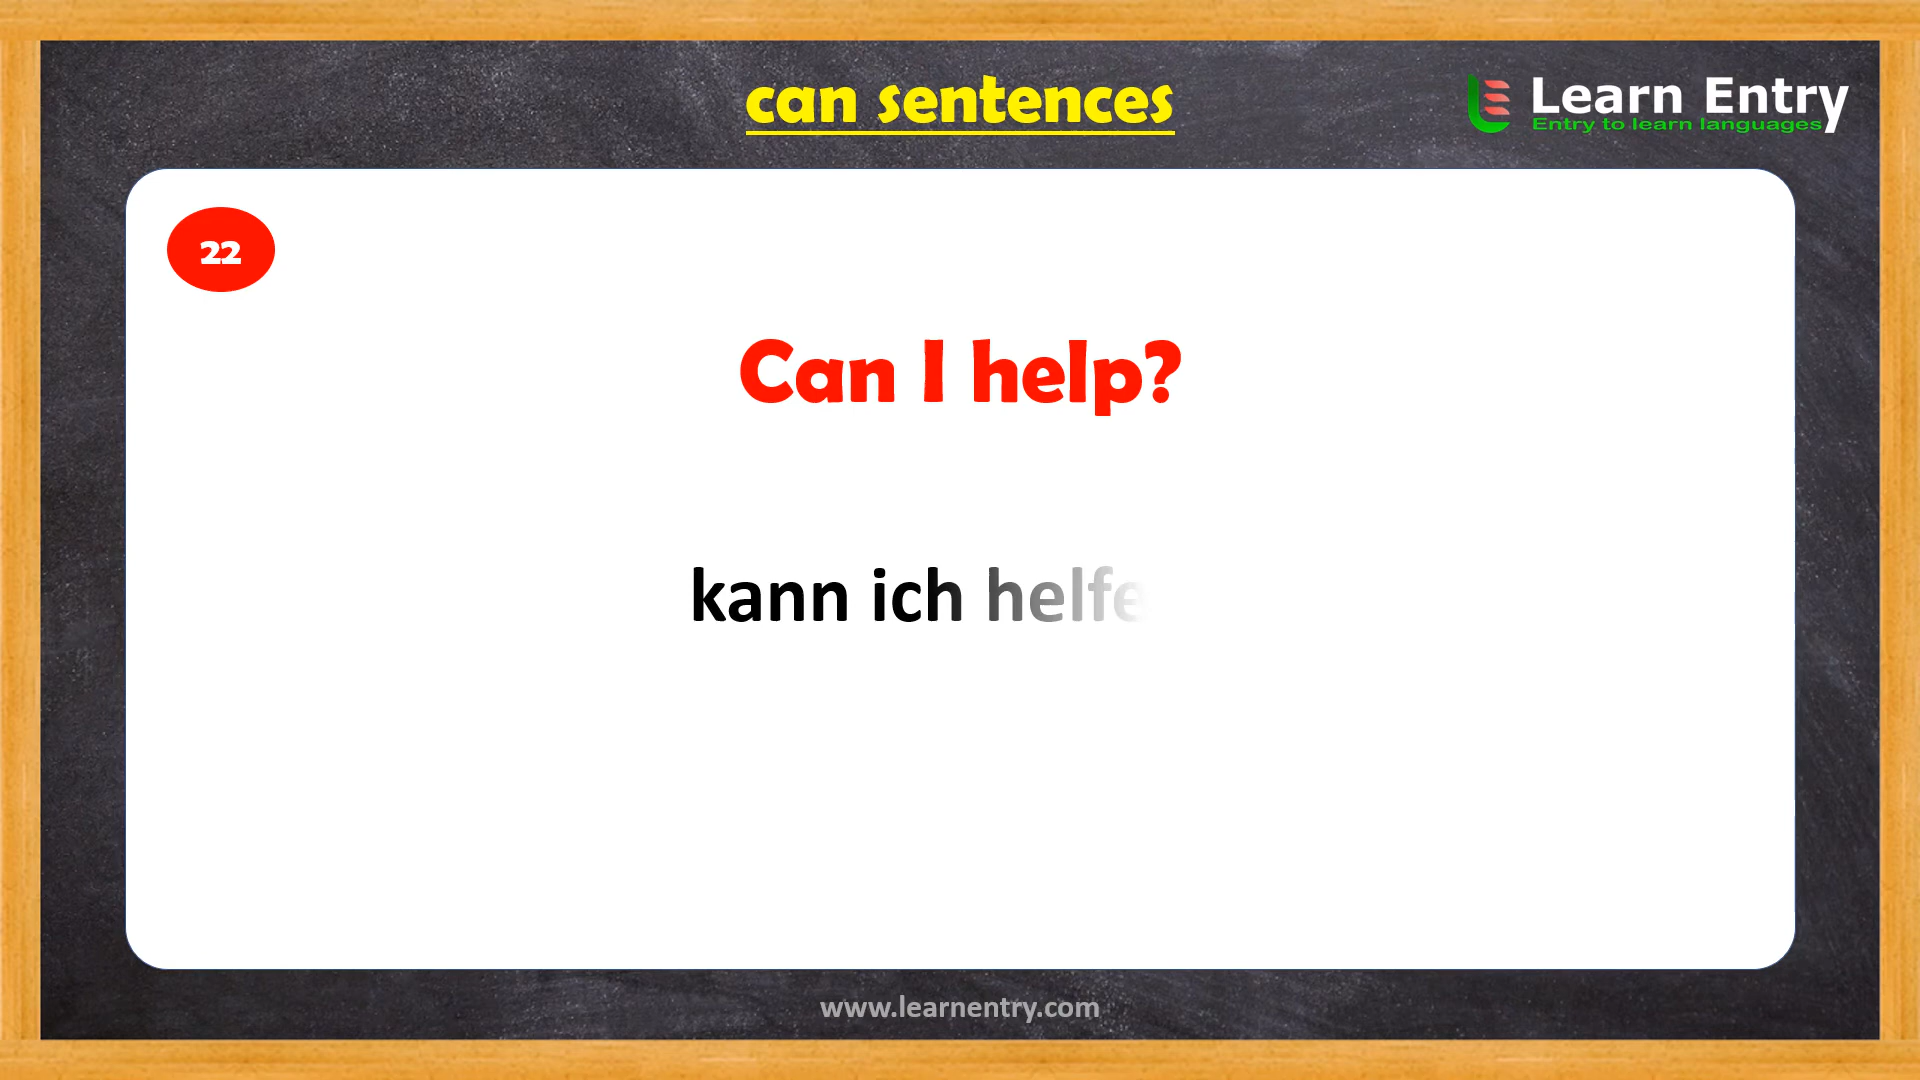 can sentences
Learn Entry
Entry to learn languages
22
Can I help?
kann ich helfe
www.learnentry.com